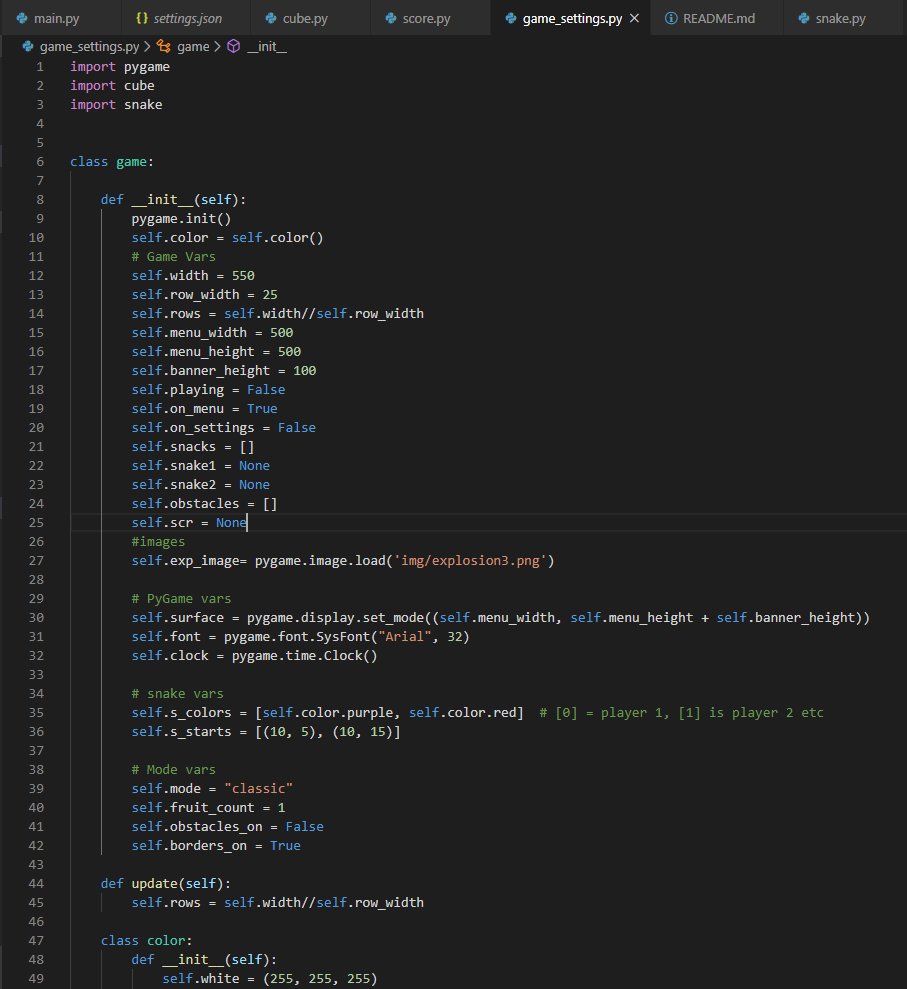 main.py settings.json cube.py score.py game_settings.py README.md snake.py
game_settings.py > game > __init__
1 import pygame
2 import cube
3 import snake
4
5
6 class game:
7
8     def __init__(self):
9         pygame.init()
10         self.color = self.color()
11         # Game Vars
12         self.width = 550
13         self.row_width = 25
14         self.rows = self.width//self.row_width
15         self.menu_width = 500
16         self.menu_height = 500
17         self.banner_height = 100
18         self.playing = False
19         self.on_menu = True
20         self.on_settings = False
21         self.snacks = []
22         self.snake1 = None
23         self.snake2 = None
24         self.obstacles = []
25         self.scr = None
26         #images
27         self.exp_image= pygame.image.load('img/explosion3.png')
28
29         # PyGame vars
30         self.surface = pygame.display.set_mode((self.menu_width, self.menu_height + self.banner_height))
31         self.font = pygame.font.SysFont("Arial", 32)
32         self.clock = pygame.time.Clock()
33
34         # snake vars
35         self.s_colors = [self.color.purple, self.color.red]  # [0] = player 1, [1] is player 2 etc
36         self.s_starts = [(10, 5), (10, 15)]
37
38         # Mode vars
39         self.mode = "classic"
40         self.fruit_count = 1
41         self.obstacles_on = False
42         self.borders_on = True
43
44     def update(self):
45         self.rows = self.width//self.row_width
46
47     class color:
48         def __init__(self):
49             self.white = (255, 255, 255)